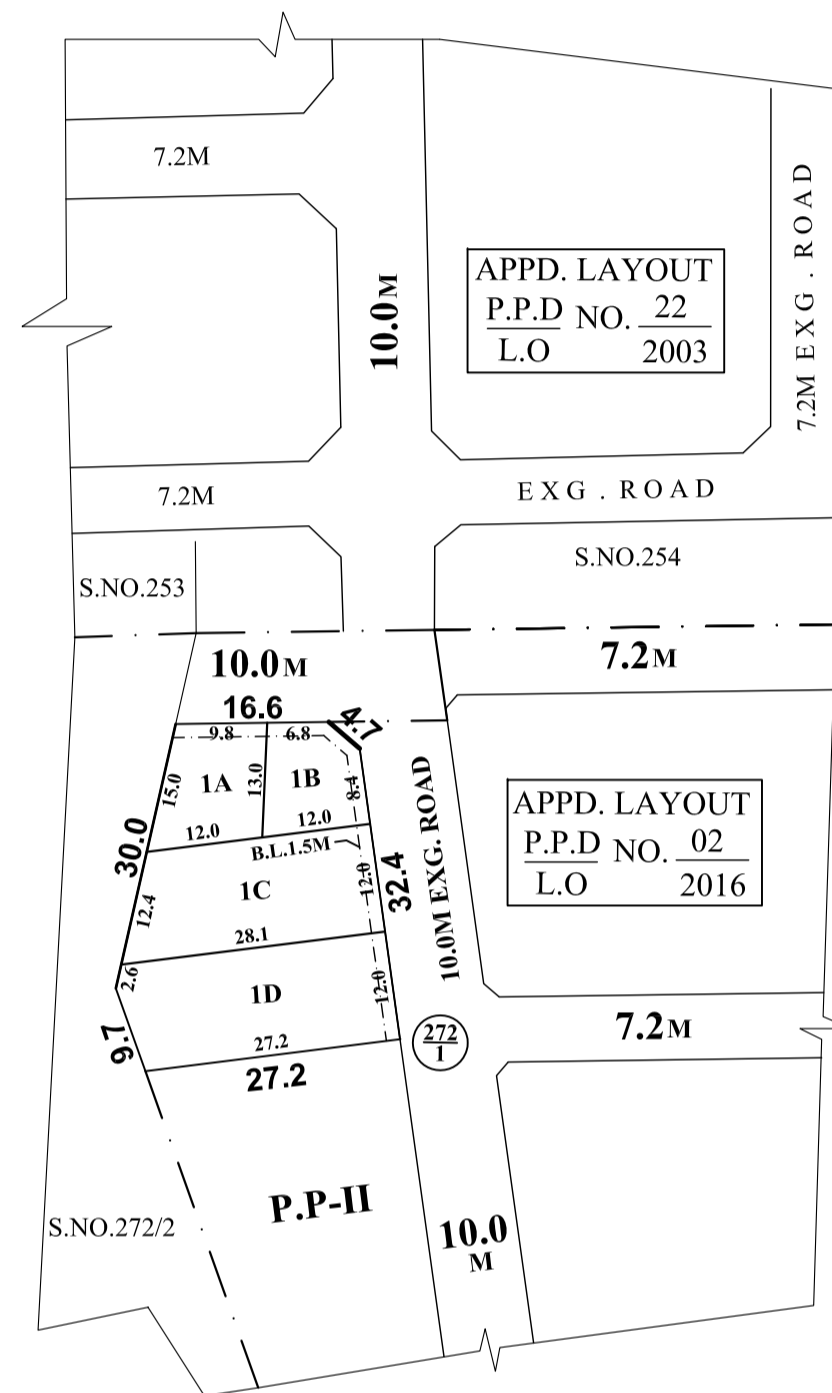 7.2M
10.0M
APPD. LAYOUT
P.P.D NO. 22
L.O 2003
7.2M EXG . ROAD
7.2M
EXG . ROAD
S.NO.253
S.NO.254
10.0M
7.2M
16.6
4.7
9.8
6.8
15.0
1A
13.0
1B
8.4
12.0
12.0
30.0
B.L.1.5M
10.0M EXG. ROAD
APPD. LAYOUT
P.P.D NO. 02
L.O 2016
1C
12.0
32.4
12.4
28.1
2.6
1D
12.0
9.7
27.2
27.2
272
1
7.2M
P.P-II
S.NO.272/2
10.0
M